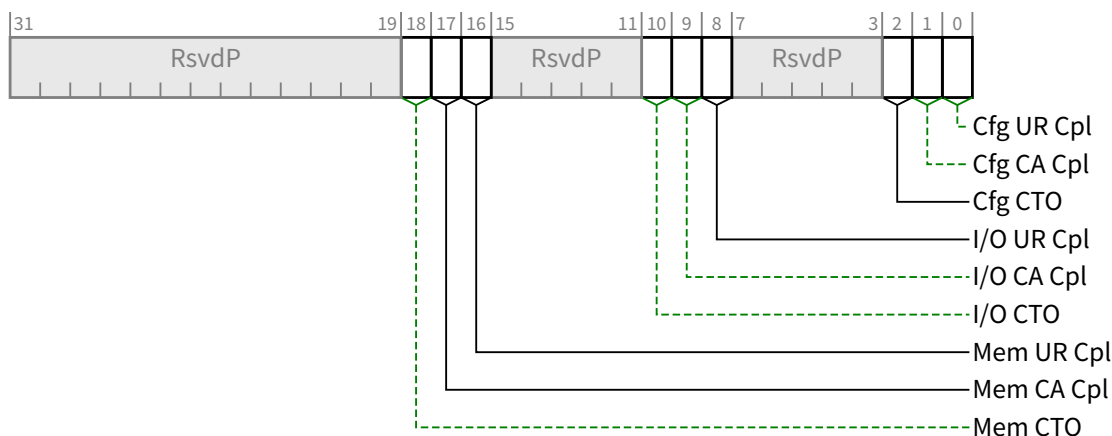 31 19 18 17 16 15 11 10 9 8 7 3 2 1 0
RsvdP RsvdP RsvdP
Cfg UR Cpl
Cfg CA Cpl
Cfg CTO
I/O UR Cpl
I/O CA Cpl
I/O CTO
Mem UR Cpl
Mem CA Cpl
Mem CTO